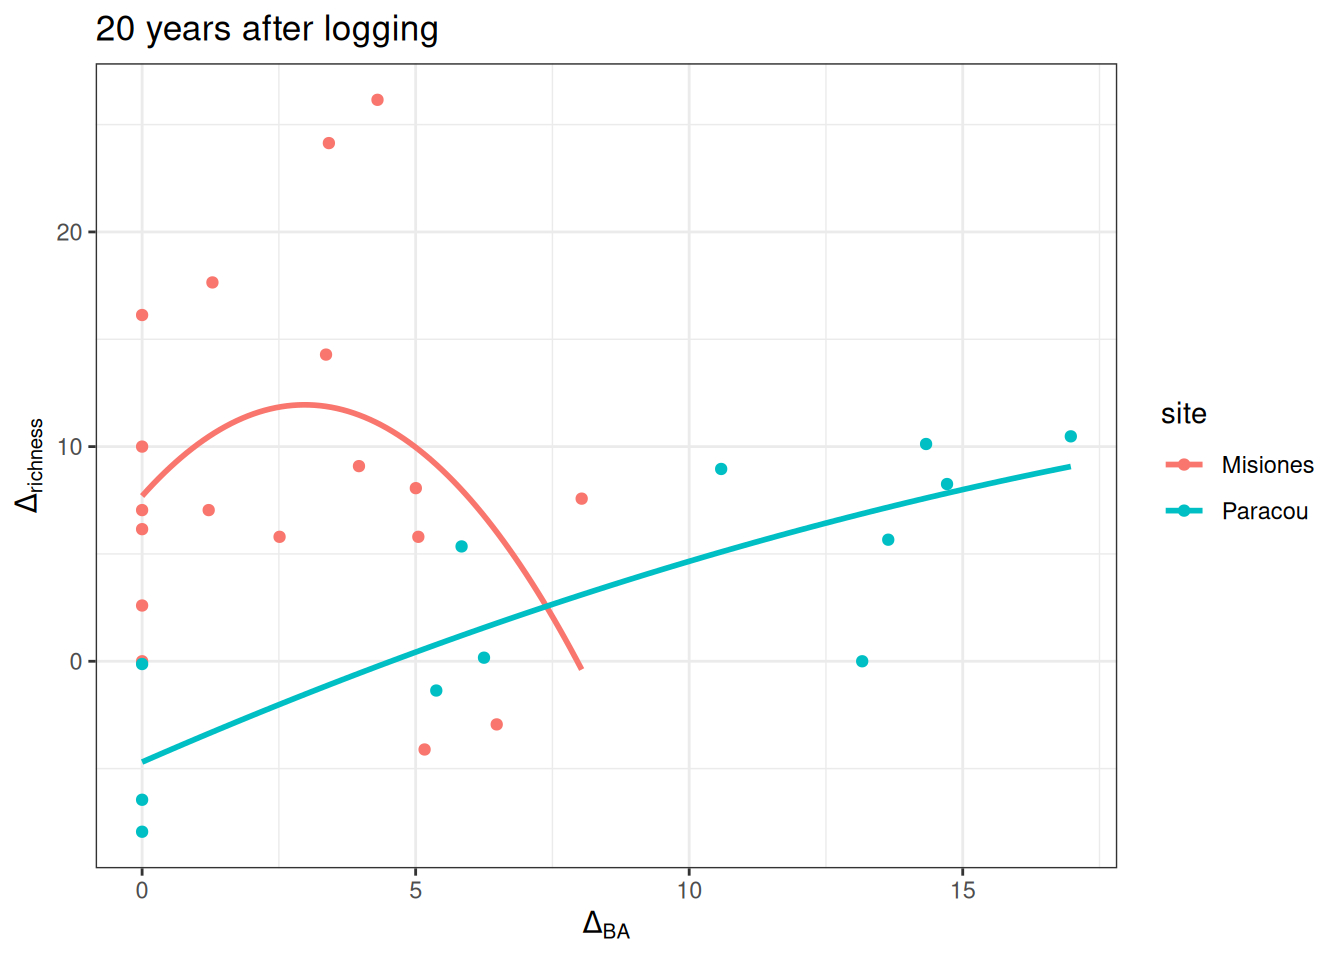 20 years after logging
Δrichness
20
10
0
0 5 10 15
ΔBA
site
Misiones
Paracou